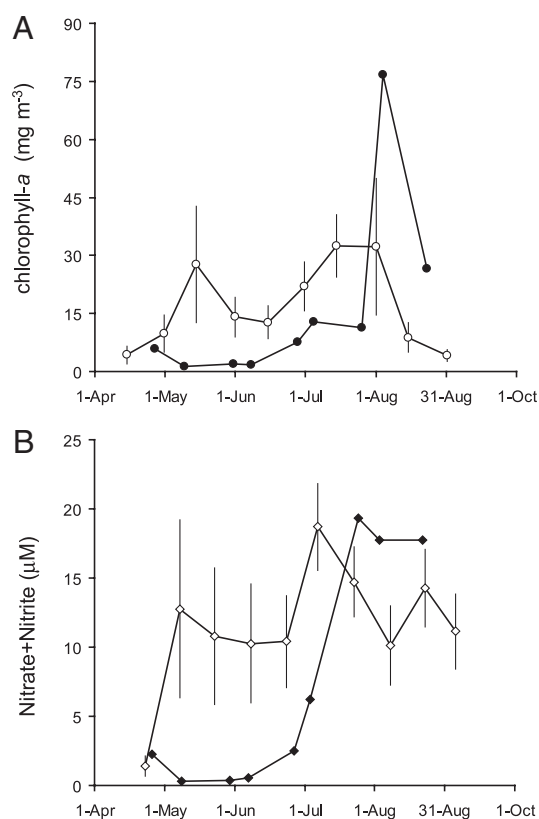 A
chlorophyll-a (mg m-3)
90
75
60
45
30
15
0
1-Apr 1-May 1-Jun 1-Jul 1-Aug 31-Aug 1-Oct
B
Nitrate+Nitrite (μM)
25
20
15
10
5
0
1-Apr 1-May 1-Jun 1-Jul 1-Aug 31-Aug 1-Oct